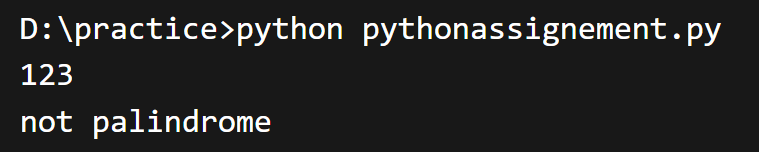 D:\practice>python pythonassignement.py
123
not palindrome